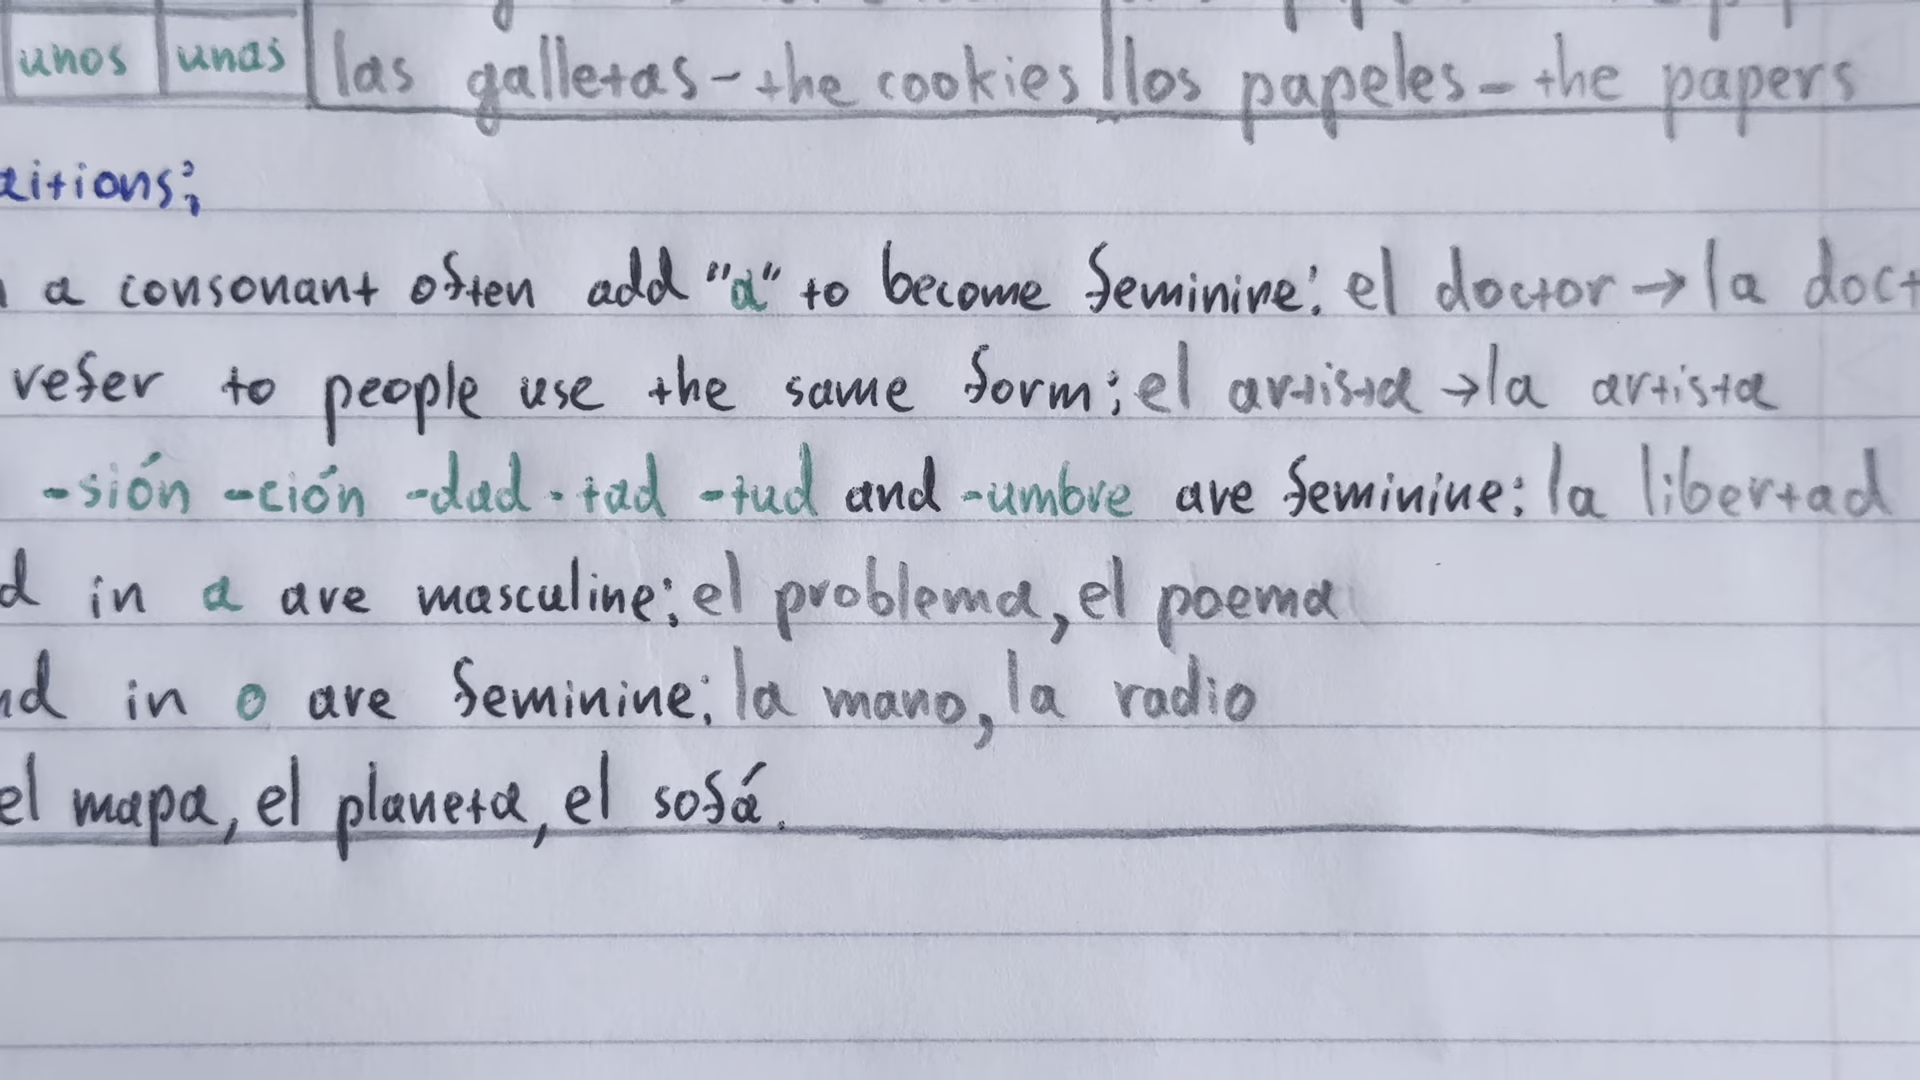 unos unas las galletas - the cookies los papeles - the papers
a consonant often add "a" to become feminine: el doctor → la
refer to people use the same form: el artista → la artista
-sión -ción -dad -tad -tud and -umbre are feminine: la libertad
in a are masculine: el problema, el poema
in o are feminine: la mano, la radio
el mapa, el planeta, el sofá.